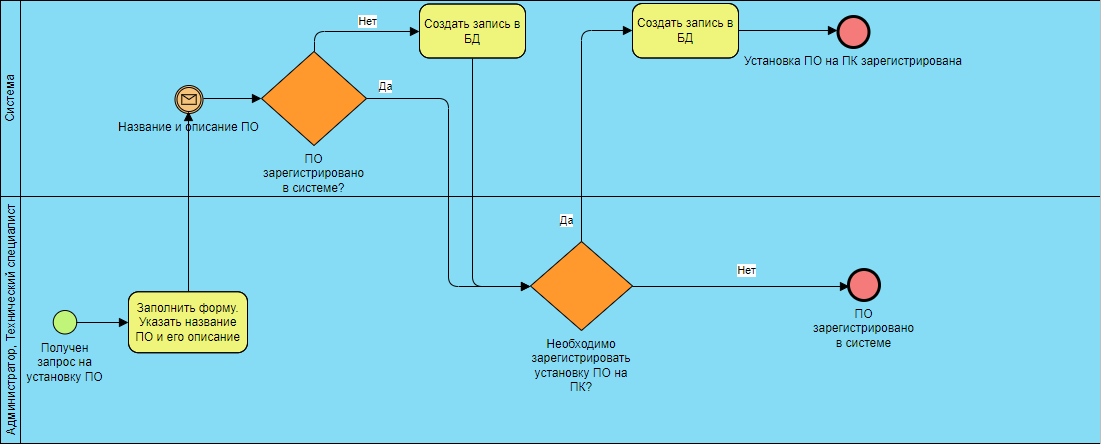 Система
Нет
Создать запись в
БД
Создать запись в
БД
Установка ПО на ПК зарегистрирована
Да
Название и описание ПО
ПО
зарегистрировано
в системе?
Администратор, Технический специалист
Да
Нет
Заполнить форму.
Указать название
ПО и его описание
Получен
запрос на
установку ПО
Необходимо
зарегистрировать
установку ПО на
ПК?
ПО
зарегистрировано
в системе